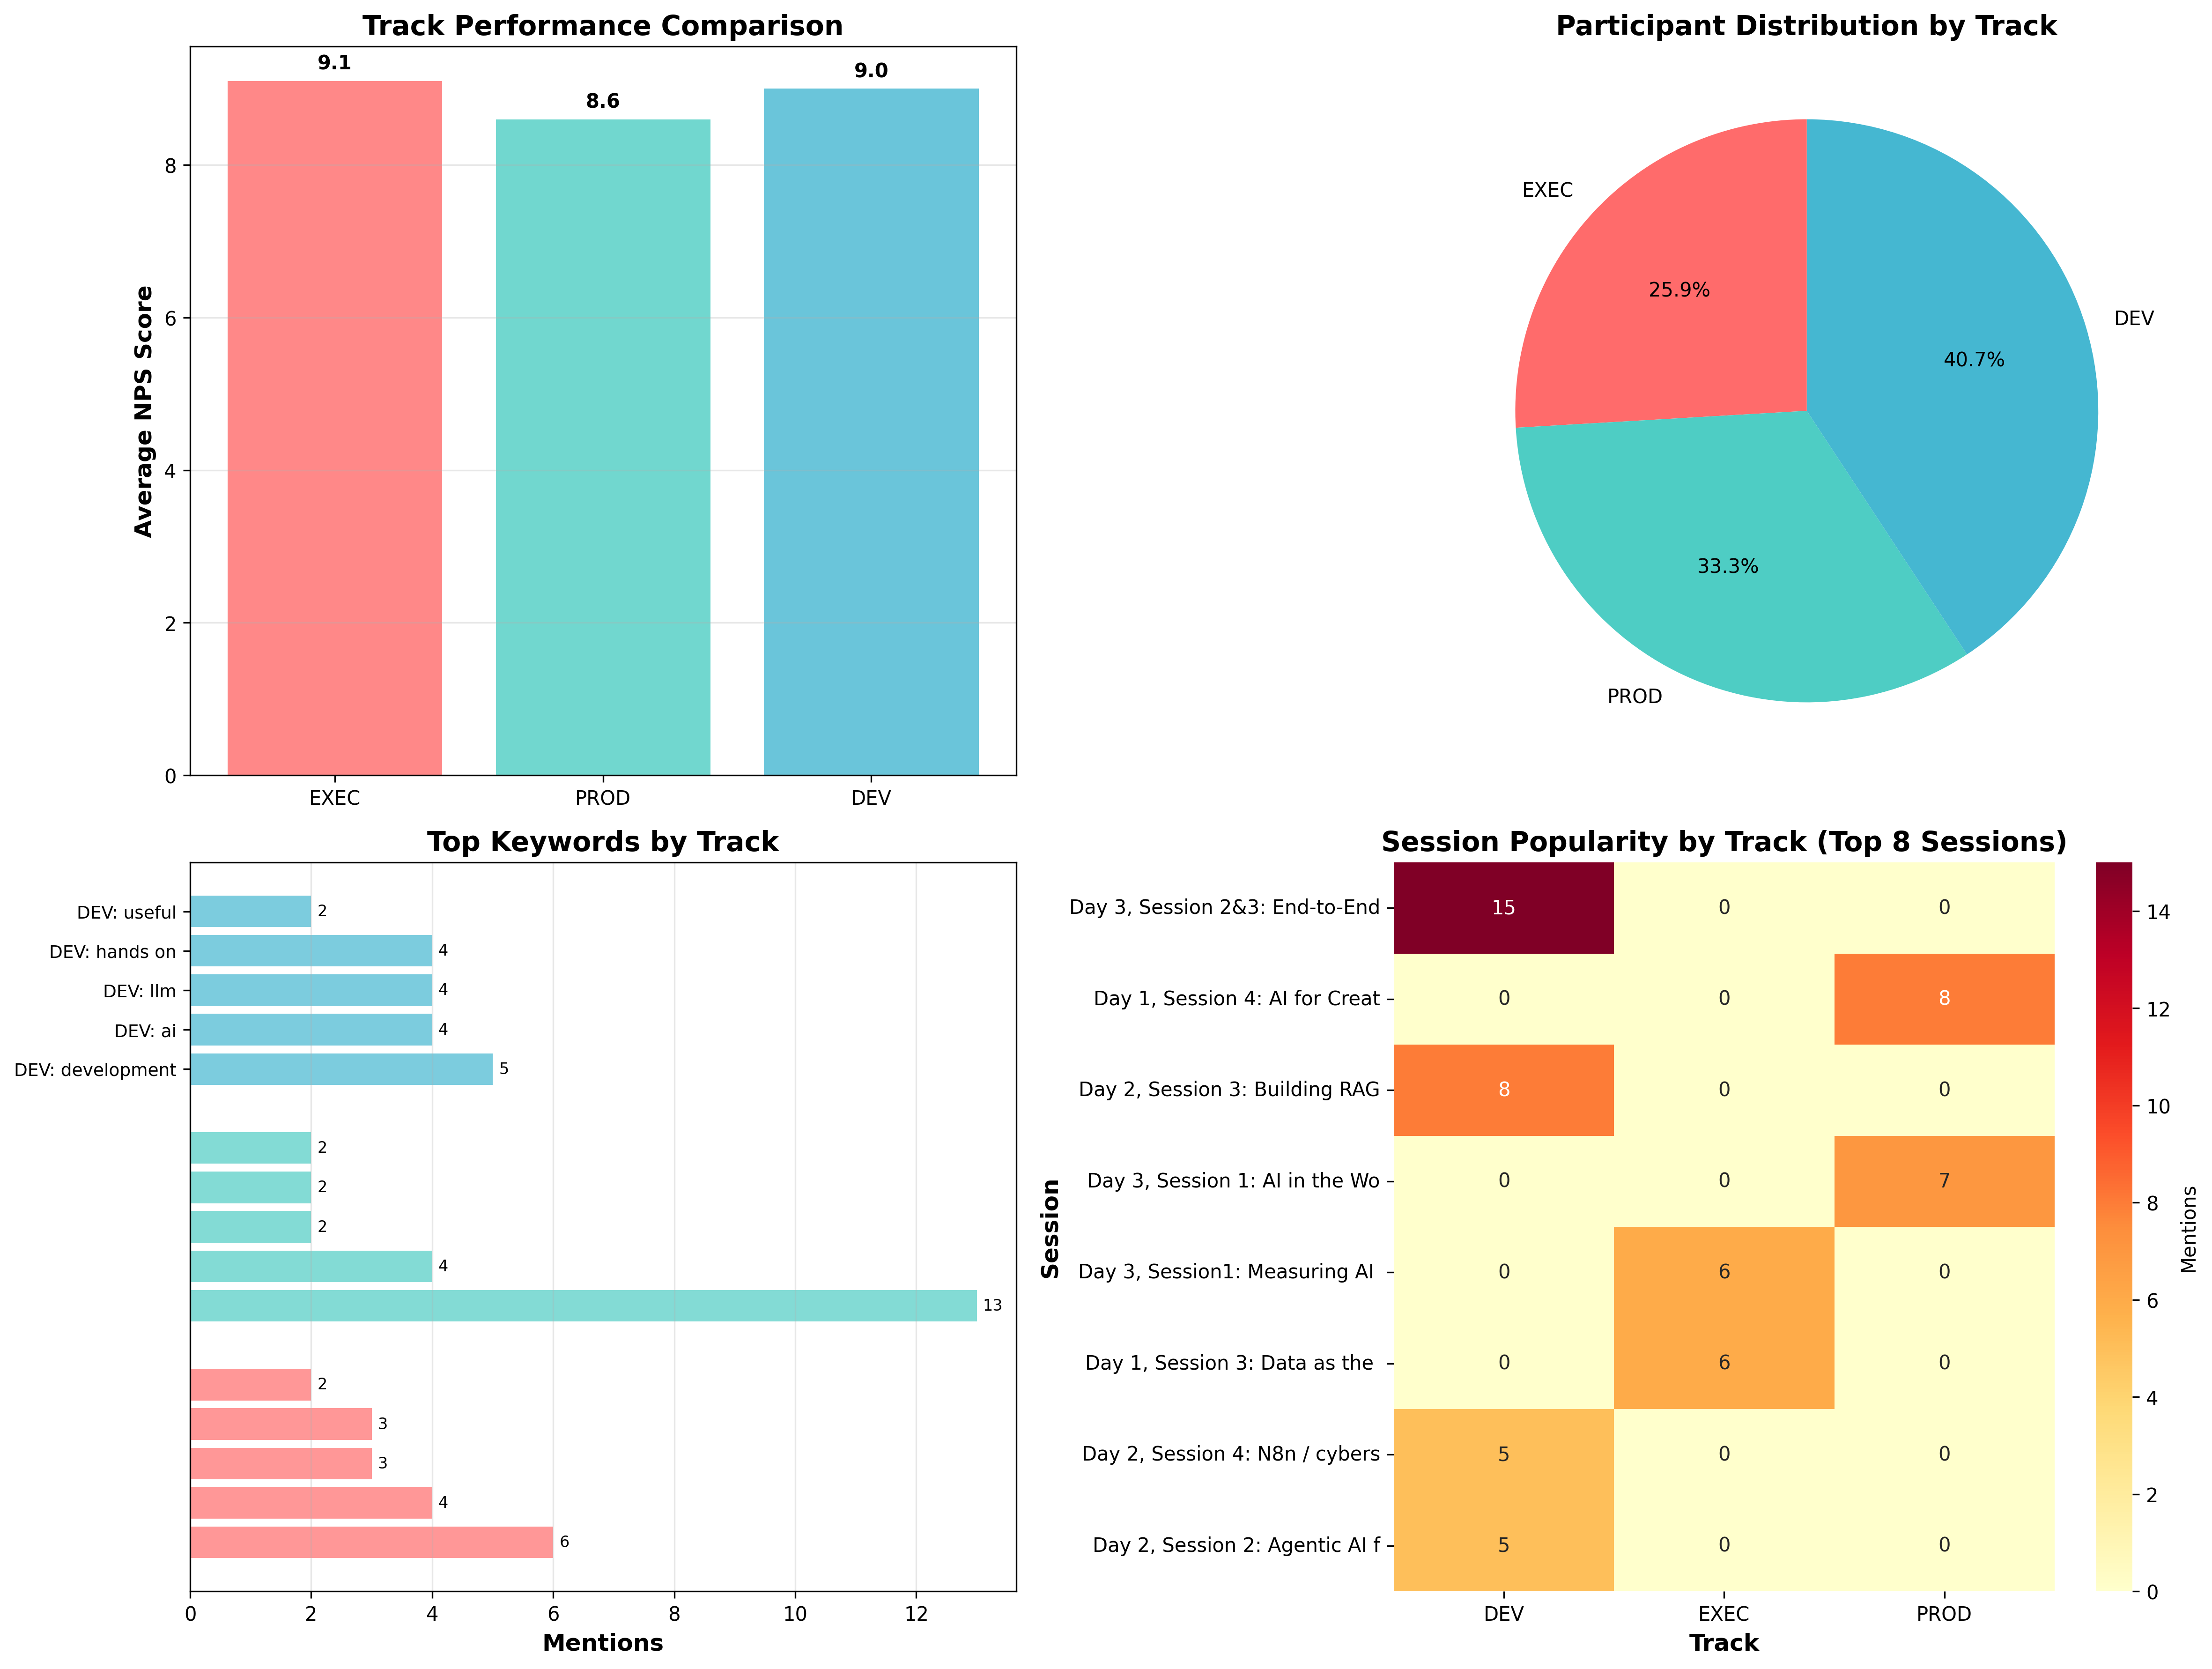 Track Performance Comparison
Average NPS Score
9.1
8.6
9.0
8
6
4
2
0
EXEC
PROD
DEV
Participant Distribution by Track
EXEC
25.9%
DEV
40.7%
33.3%
PROD
Top Keywords by Track
DEV: useful
2
DEV: hands on
4
DEV: llm
4
DEV: ai
4
DEV: development
5
2
2
2
4
13
2
3
3
4
6
0
2
4
6
8
10
12
Mentions
Session Popularity by Track (Top 8 Sessions)
Session
Day 3, Session 2&3: End-to-End
15
0
0
Day 1, Session 4: AI for Creat
0
0
8
Day 2, Session 3: Building RAG
8
0
0
Day 3, Session 1: AI in the Wo
0
0
7
Day 3, Session1: Measuring AI
0
6
0
Day 1, Session 3: Data as the
0
6
0
Day 2, Session 4: N8n / cybers
5
0
0
Day 2, Session 2: Agentic AI f
5
0
0
DEV
EXEC
PROD
Track
14
12
10
8
6
4
2
0
Mentions